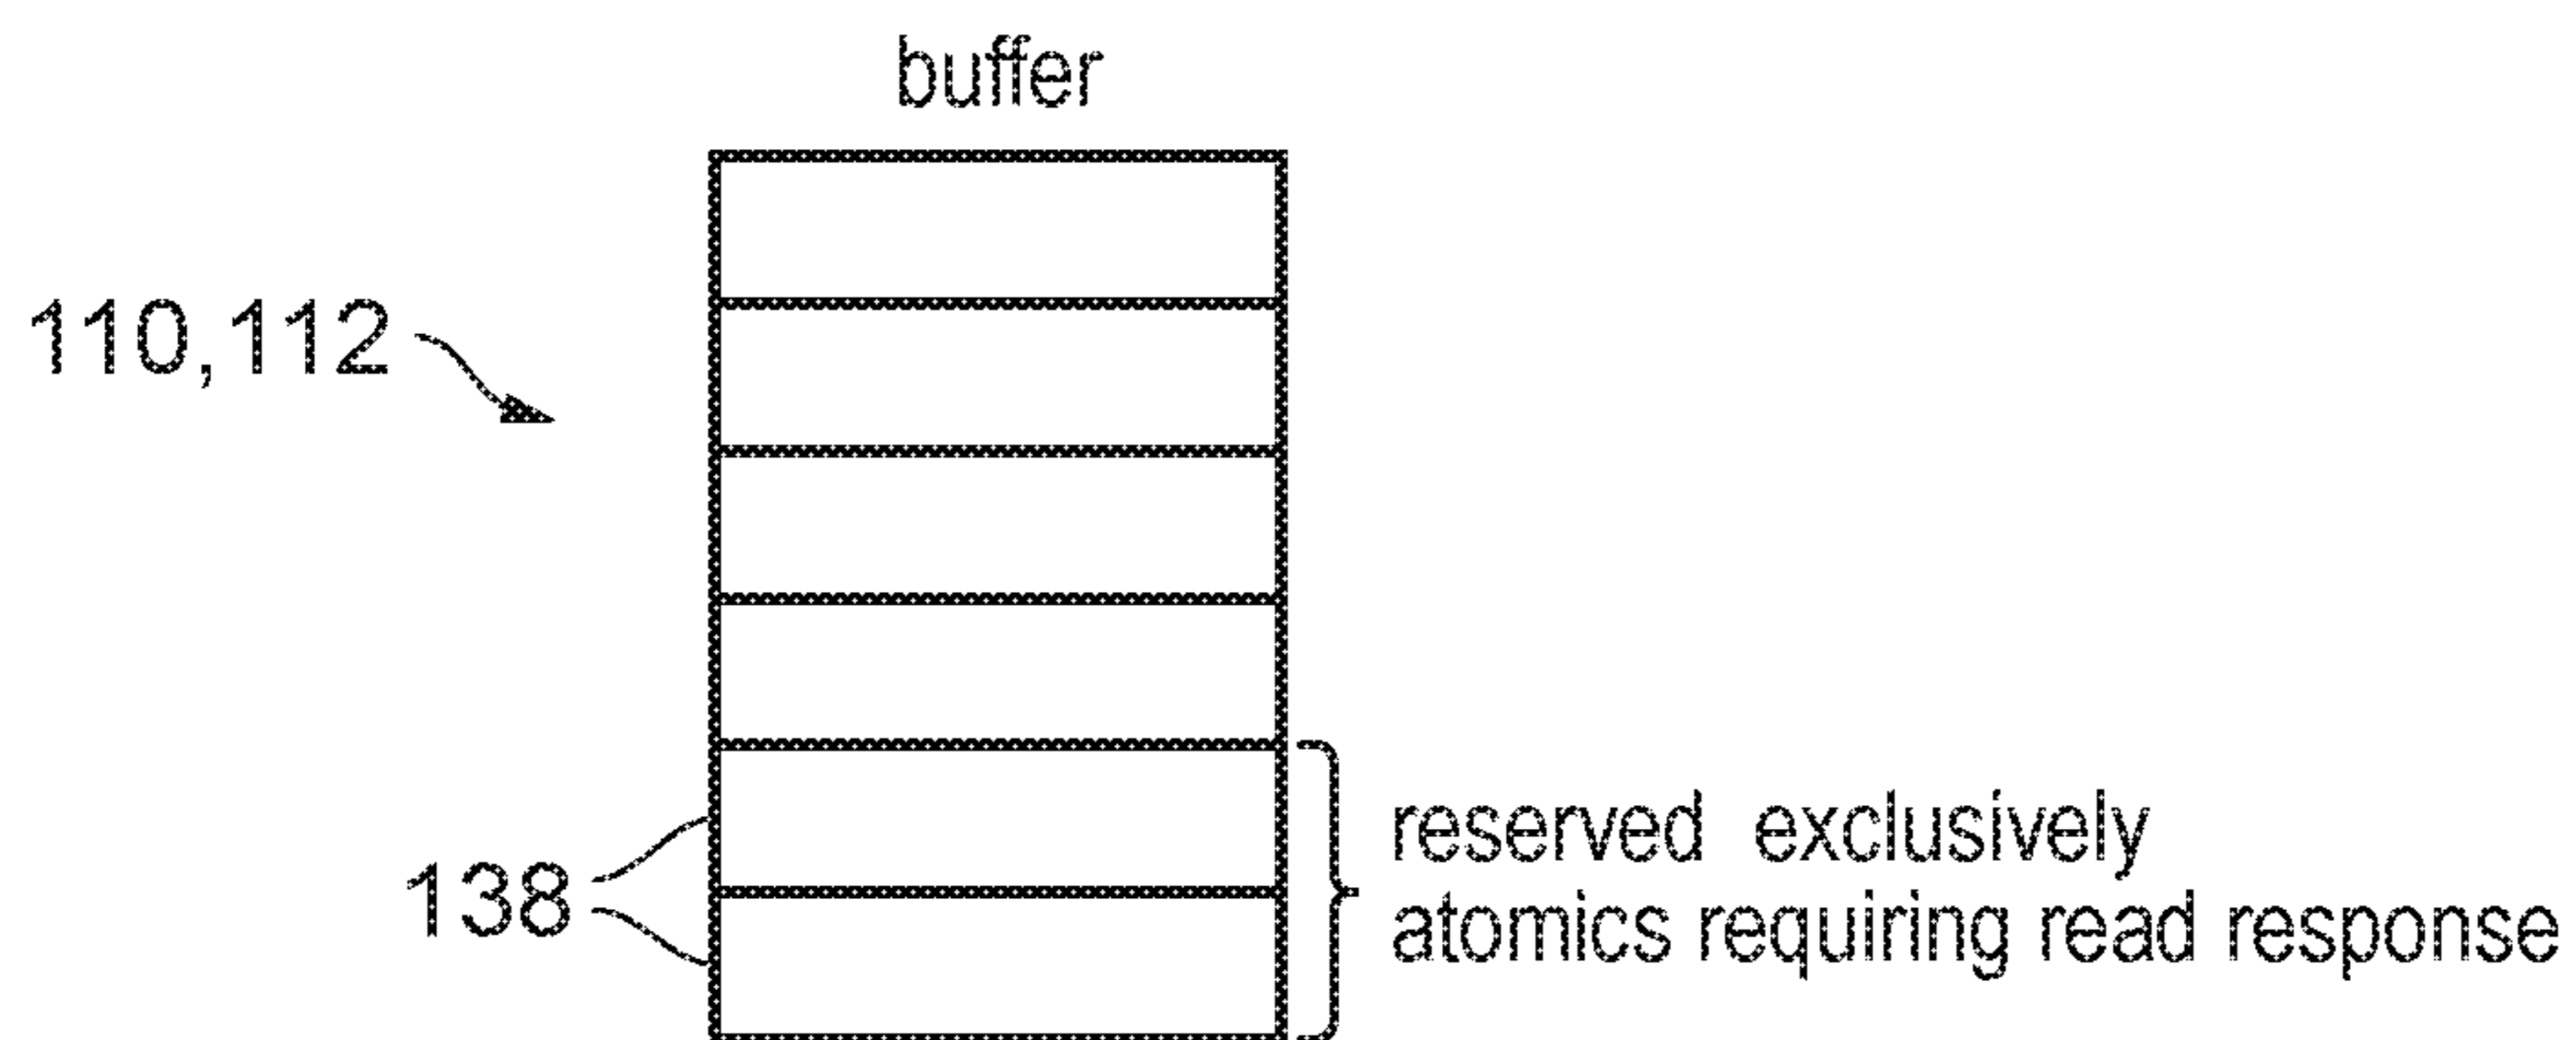 buffer
110,112
138
reserved exclusively
atomics requiring read response